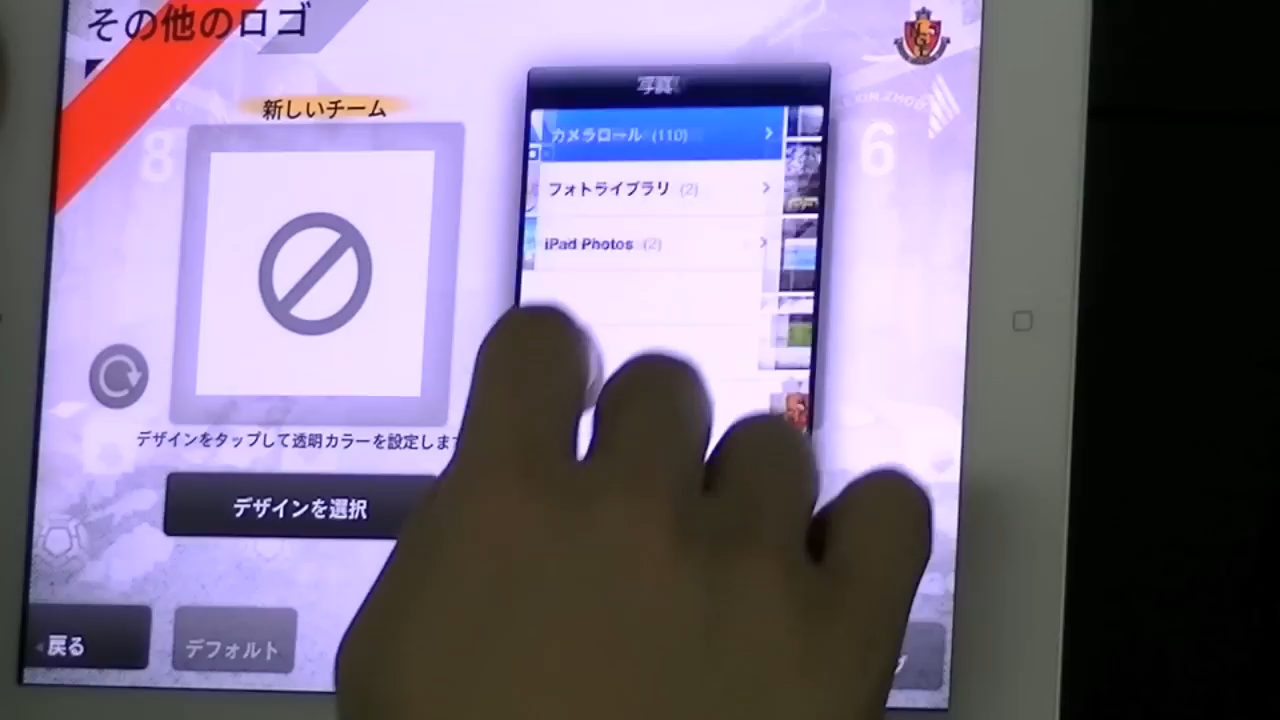 その他のロゴ
新しいチーム
8
6
写真
カメラロール (110)
フォトライブラリ (2)
iPad Photos (2)
デザインをタップして透明カラーを設定しま
デザインを選択
戻る
デフォルト